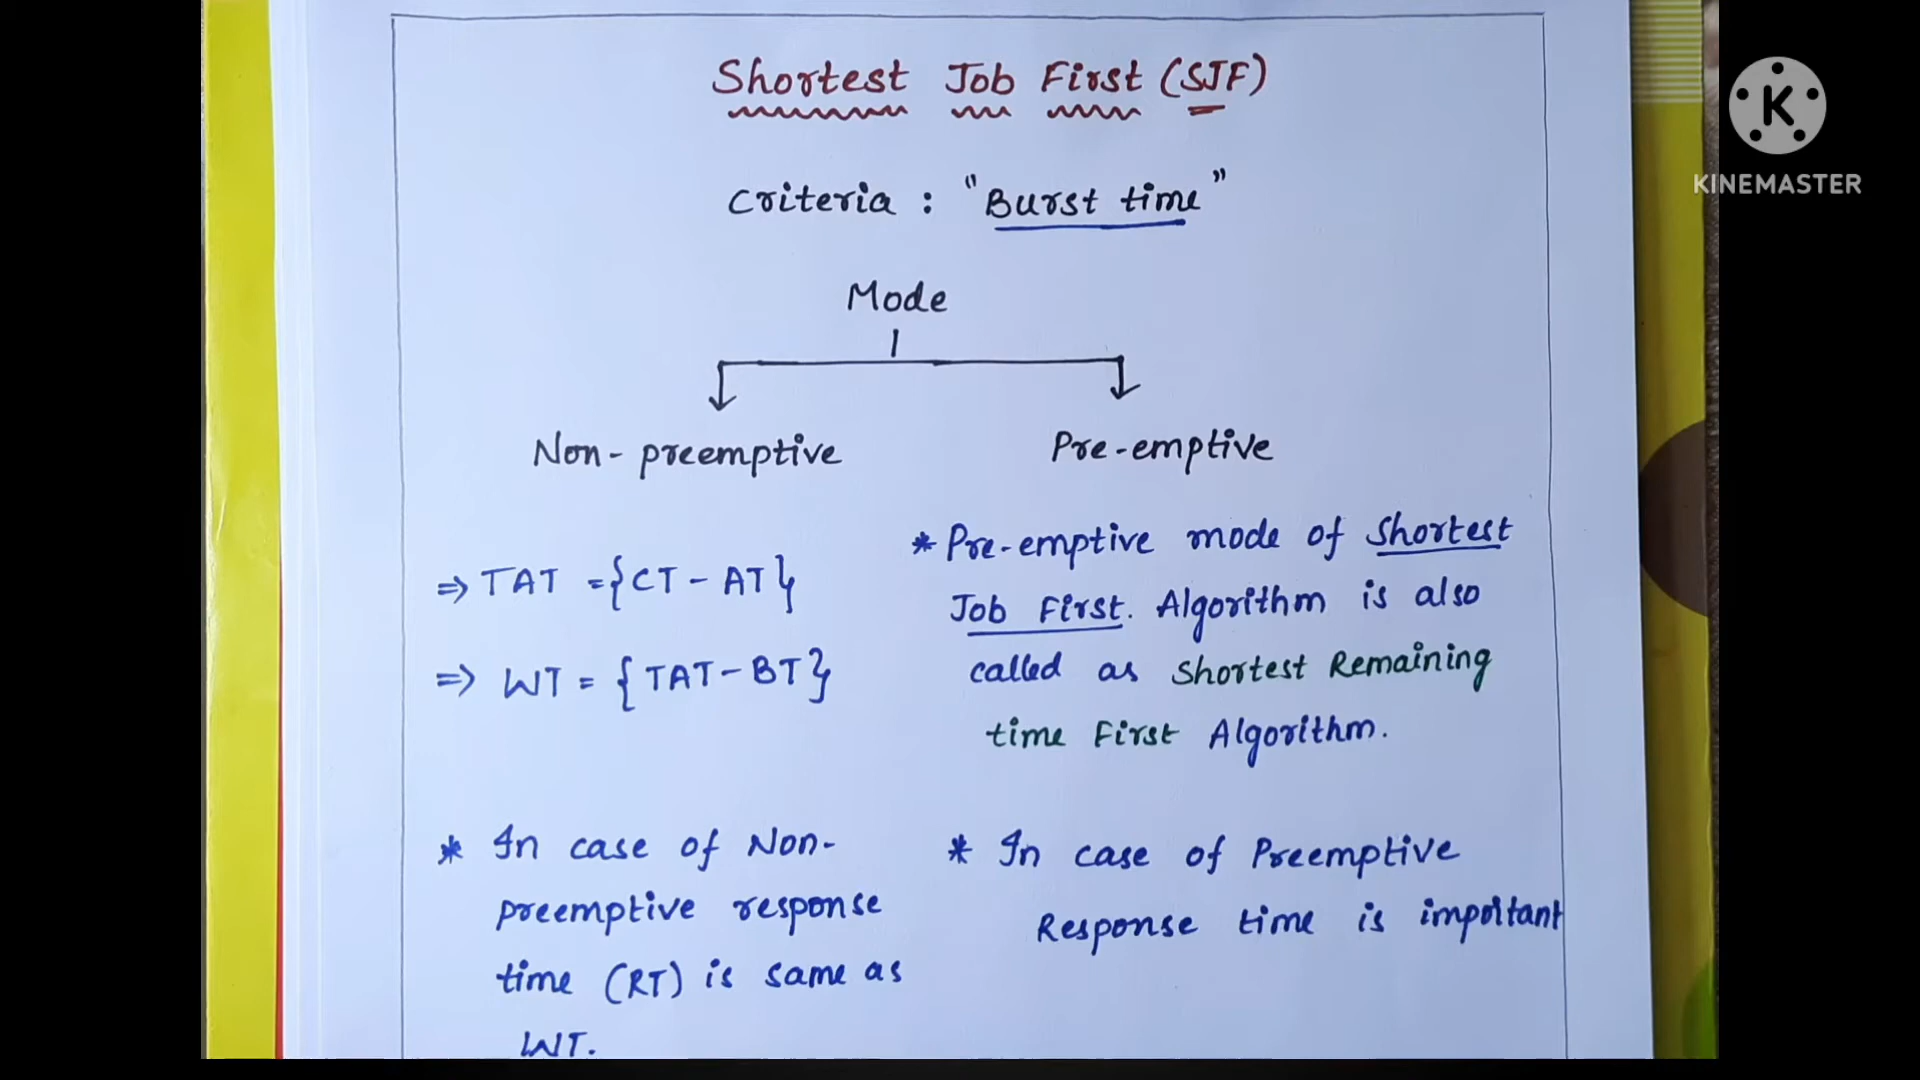 Shortest Job First (SJF)
Criteria : "Burst time"
Mode
Non-preemptive
Pre-emptive
⇒ TAT = {CT - AT}
⇒ WT = {TAT - BT}
* Pre-emptive mode of Shortest
Job First. Algorithm is also
called as Shortest Remaining
time First Algorithm.
* In case of Non-
preemptive response
time (RT) is same as
WT.
* In case of Preemptive
Response time is important
K
KINEMASTER